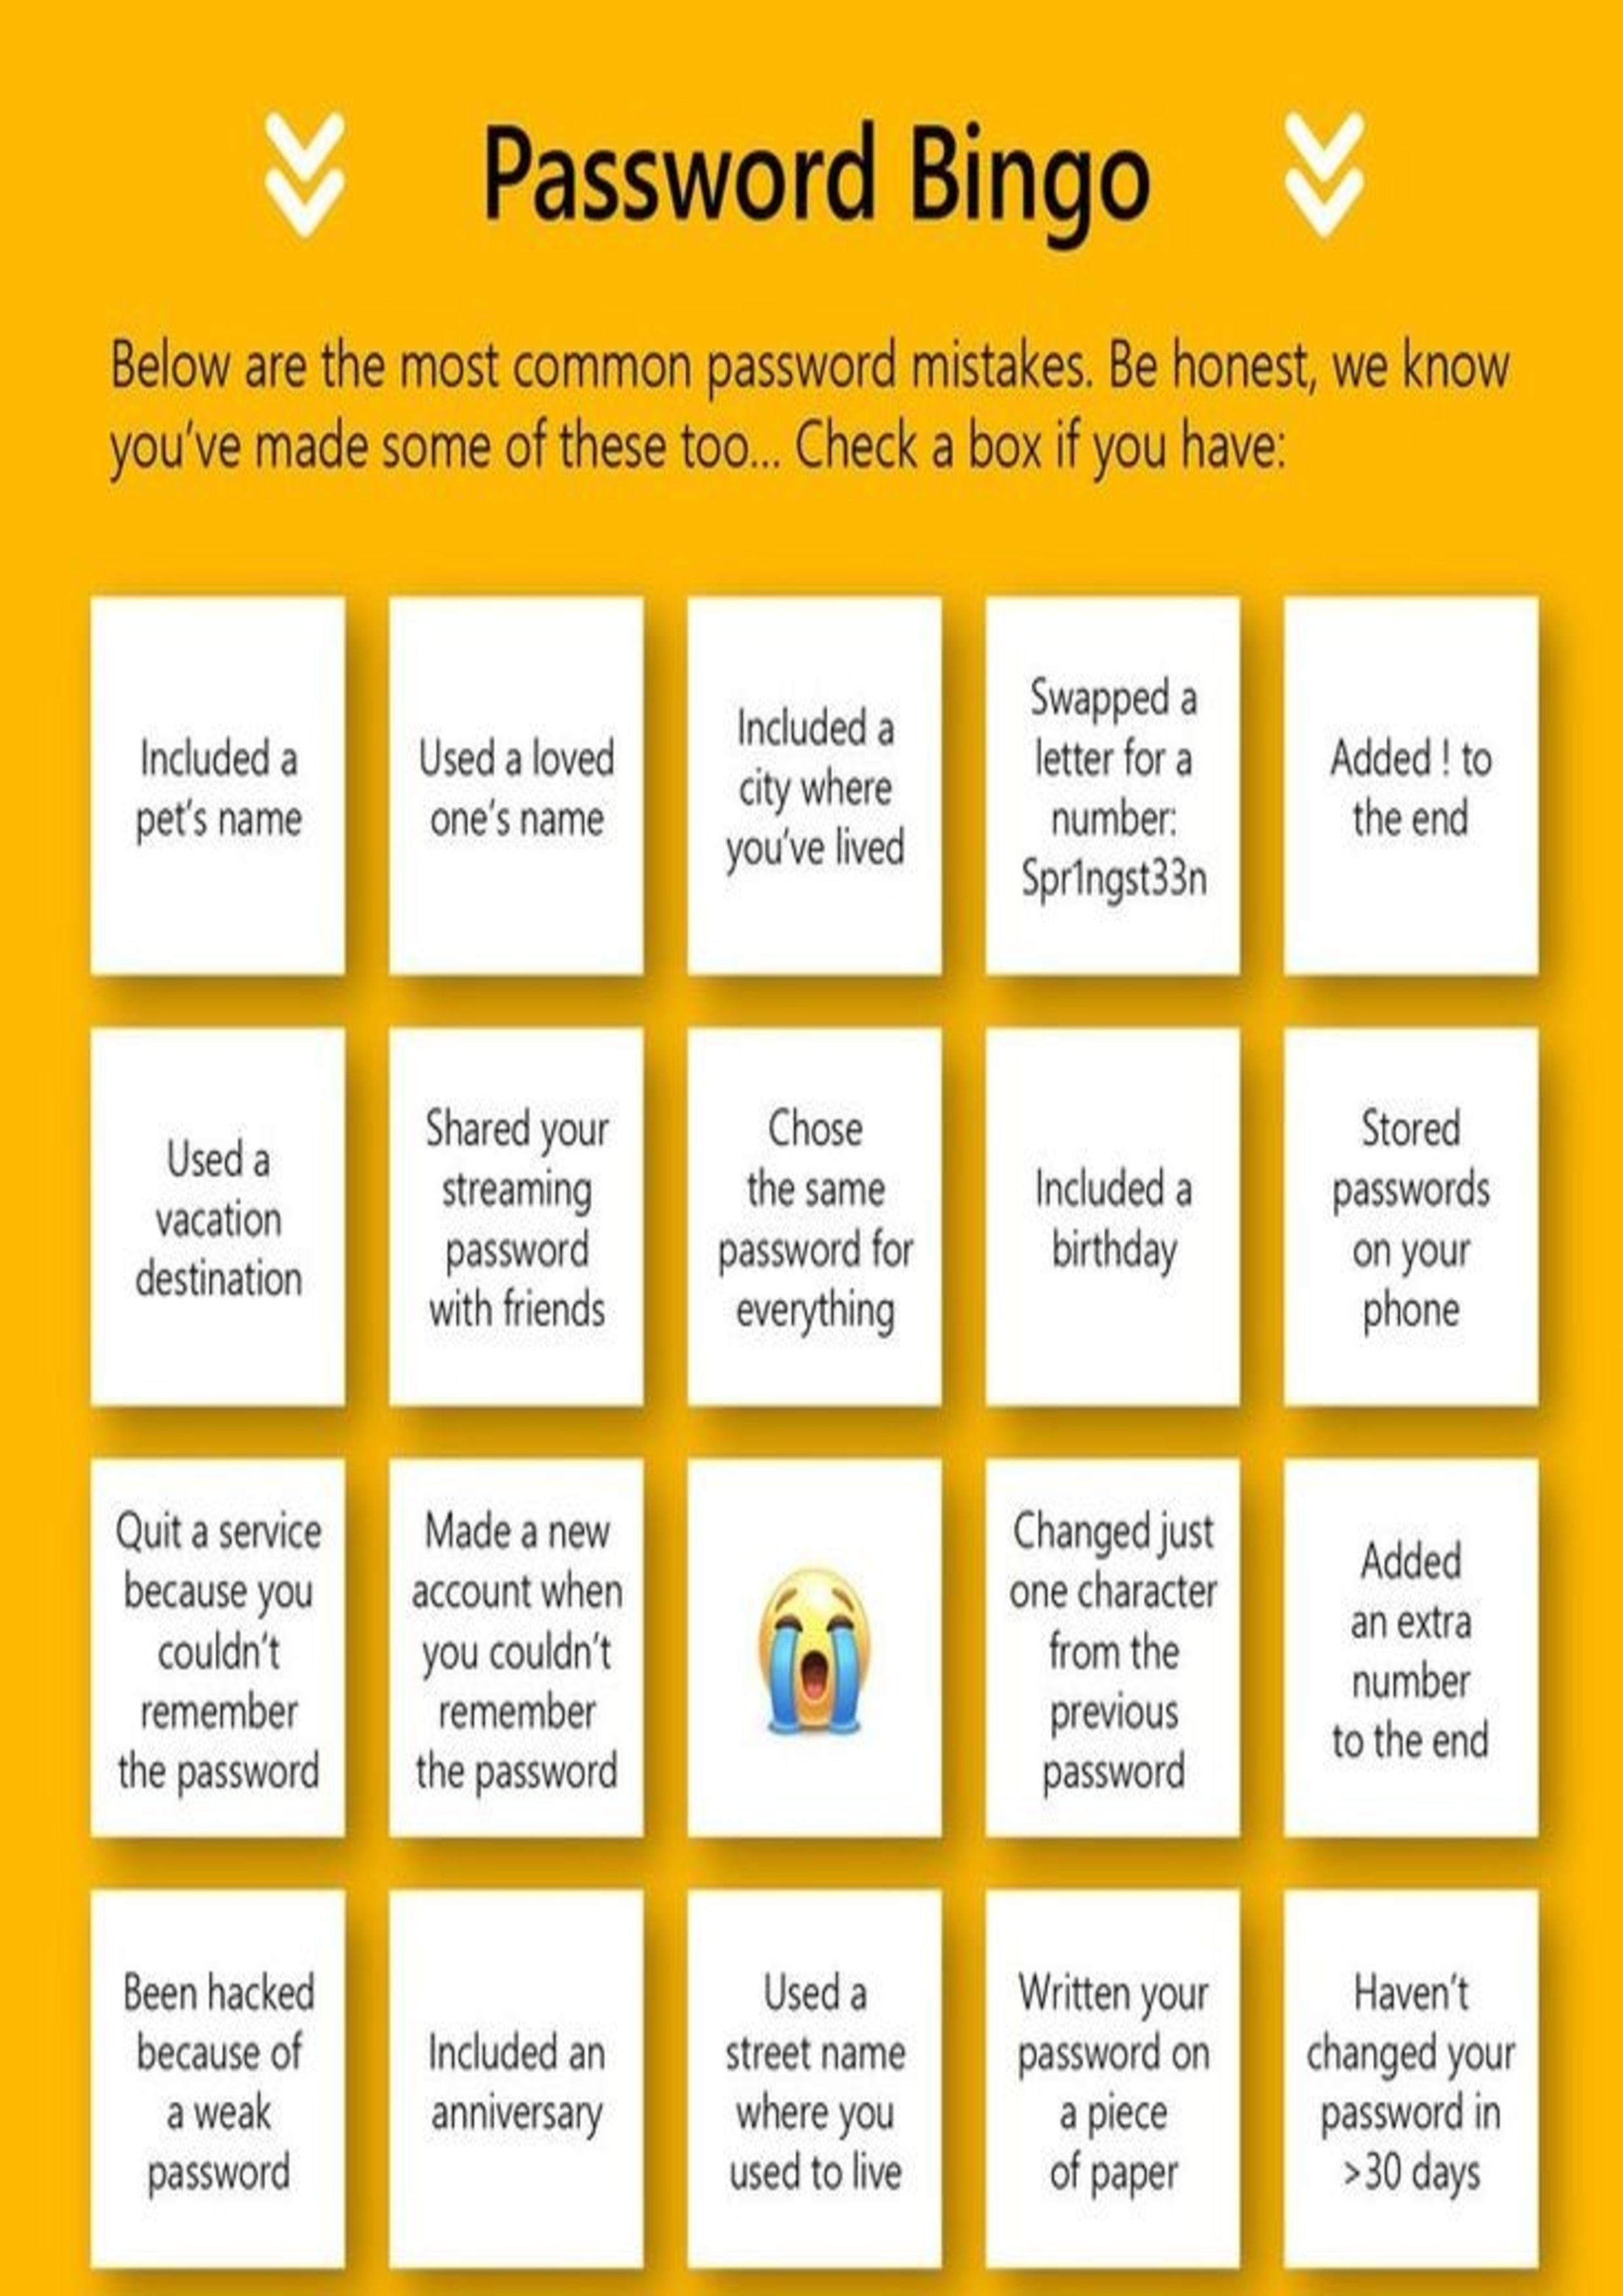 Password Bingo
Below are the most common password mistakes. Be honest, we know
you've made some of these too... Check a box if you have:
Included a
pet's name
Used a loved
one's name
Included a
city where
you've lived
Swapped a
letter for a
number:
Spr1ngst33n
Added ! to
the end
Used a
vacation
destination
Shared your
streaming
password
with friends
Chose
the same
password for
everything
Included a
birthday
Stored
passwords
on your
phone
Quit a service
because you
couldn't
remember
the password
Made a new
account when
you couldn't
remember
the password
Changed just
one character
from the
previous
password
Added
an extra
number
to the end
Been hacked
because of
a weak
password
Included an
anniversary
Used a
street name
where you
used to live
Written your
password on
a piece
of paper
Haven't
changed your
password in
>30 days